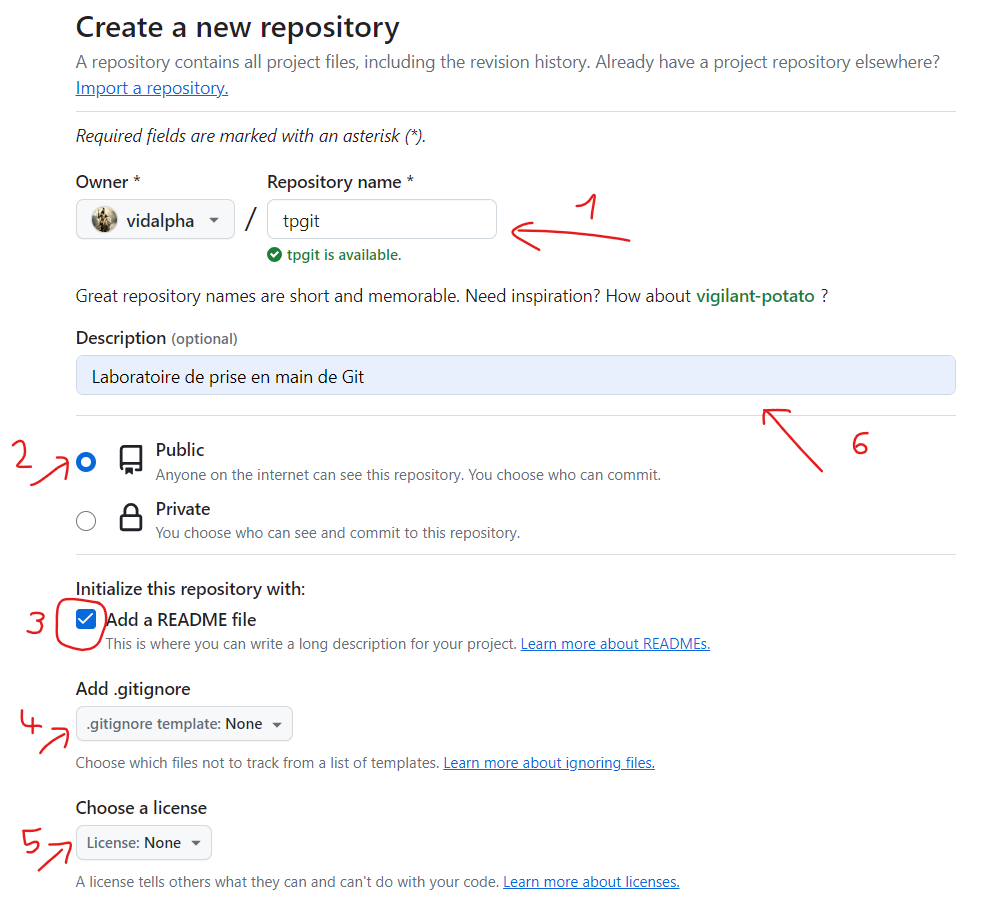 Create a new repository
A repository contains all project files, including the revision history. Already have a project repository elsewhere?
Import a repository.
Required fields are marked with an asterisk (*).
Owner * Repository name *
vidalpha / tpgit 1
tpgit is available.
Great repository names are short and memorable. Need inspiration? How about vigilant-potato ?
Description (optional)
Laboratoire de prise en main de Git
6
2 Public
Anyone on the internet can see this repository. You choose who can commit.
Private
You choose who can see and commit to this repository.
Initialize this repository with:
3 Add a README file
This is where you can write a long description for your project. Learn more about READMEs.
Add .gitignore
4 .gitignore template: None
Choose which files not to track from a list of templates. Learn more about ignoring files.
Choose a license
5 License: None
A license tells others what they can and can't do with your code. Learn more about licenses.